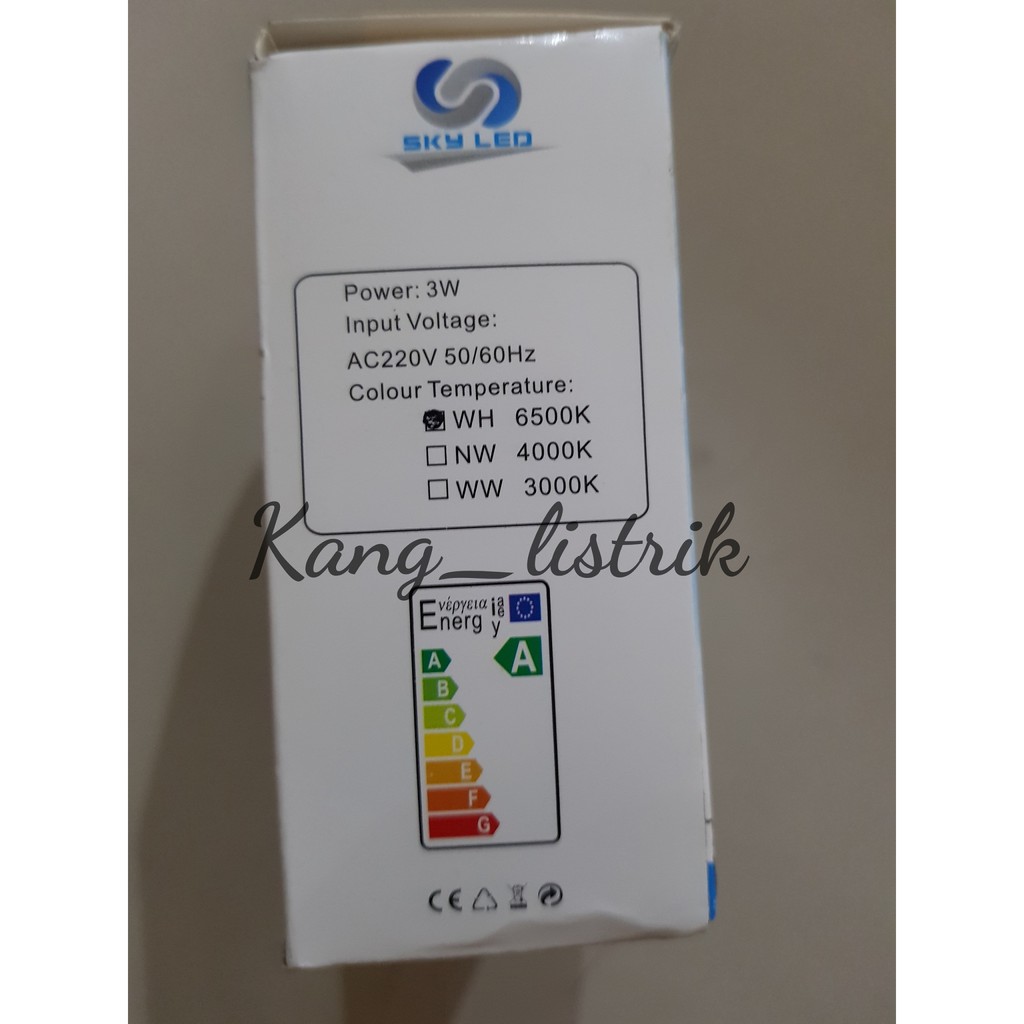 SKY LED
Power: 3W
Input Voltage:
AC220V 50/60Hz
Colour Temperature:
WH 6500K
NW 4000K
WW 3000K
Kang_listrik
Energ
ενέργεια
y
ia
A
A
B
C
D
E
F
G
CE